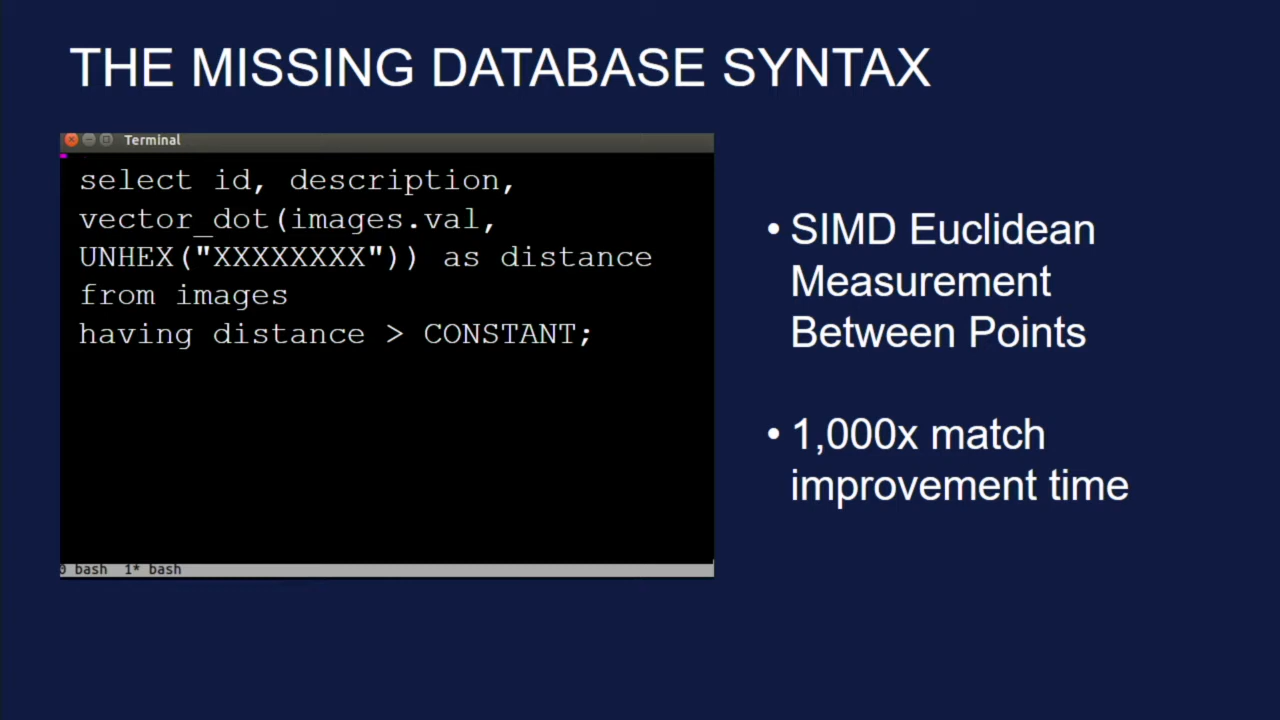 THE MISSING DATABASE SYNTAX
Terminal
select id, description,
vector_dot(images.val,
UNHEX("XXXXXXXX")) as distance
from images
having distance > CONSTANT;
0 bash 1* bash
• SIMD Euclidean
Measurement
Between Points
• 1,000x match
improvement time